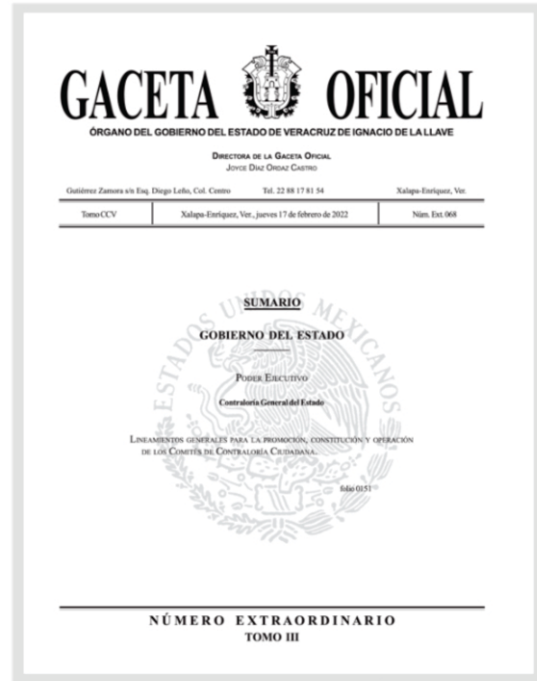 GACETA OFICIAL
ÓRGANO DEL GOBIERNO DEL ESTADO DE VERACRUZ DE IGNACIO DE LA LLAVE
DIRECTORA DE LA GACETA OFICIAL
JOYCE DÍAZ ORDAZ CASTRO
Gutiérrez Zamora s/n Esq. Diego Leño, Col. Centro Tel. 22 88 17 81 54 Xalapa-Enríquez, Ver.
Tomo CCV Xalapa-Enríquez, Ver., jueves 17 de febrero de 2022 Núm. Ext. 068
ESTADOS UNIDOS MEXICANOS
SUMARIO
GOBIERNO DEL ESTADO
PODER EJECUTIVO
Contraloría General del Estado
LINEAMIENTOS GENERALES PARA LA PROMOCIÓN, CONSTITUCIÓN Y OPERACIÓN
DE LOS COMITÉS DE CONTRALORÍA CIUDADANA.
folio 0151
NÚMERO EXTRAORDINARIO
TOMO III